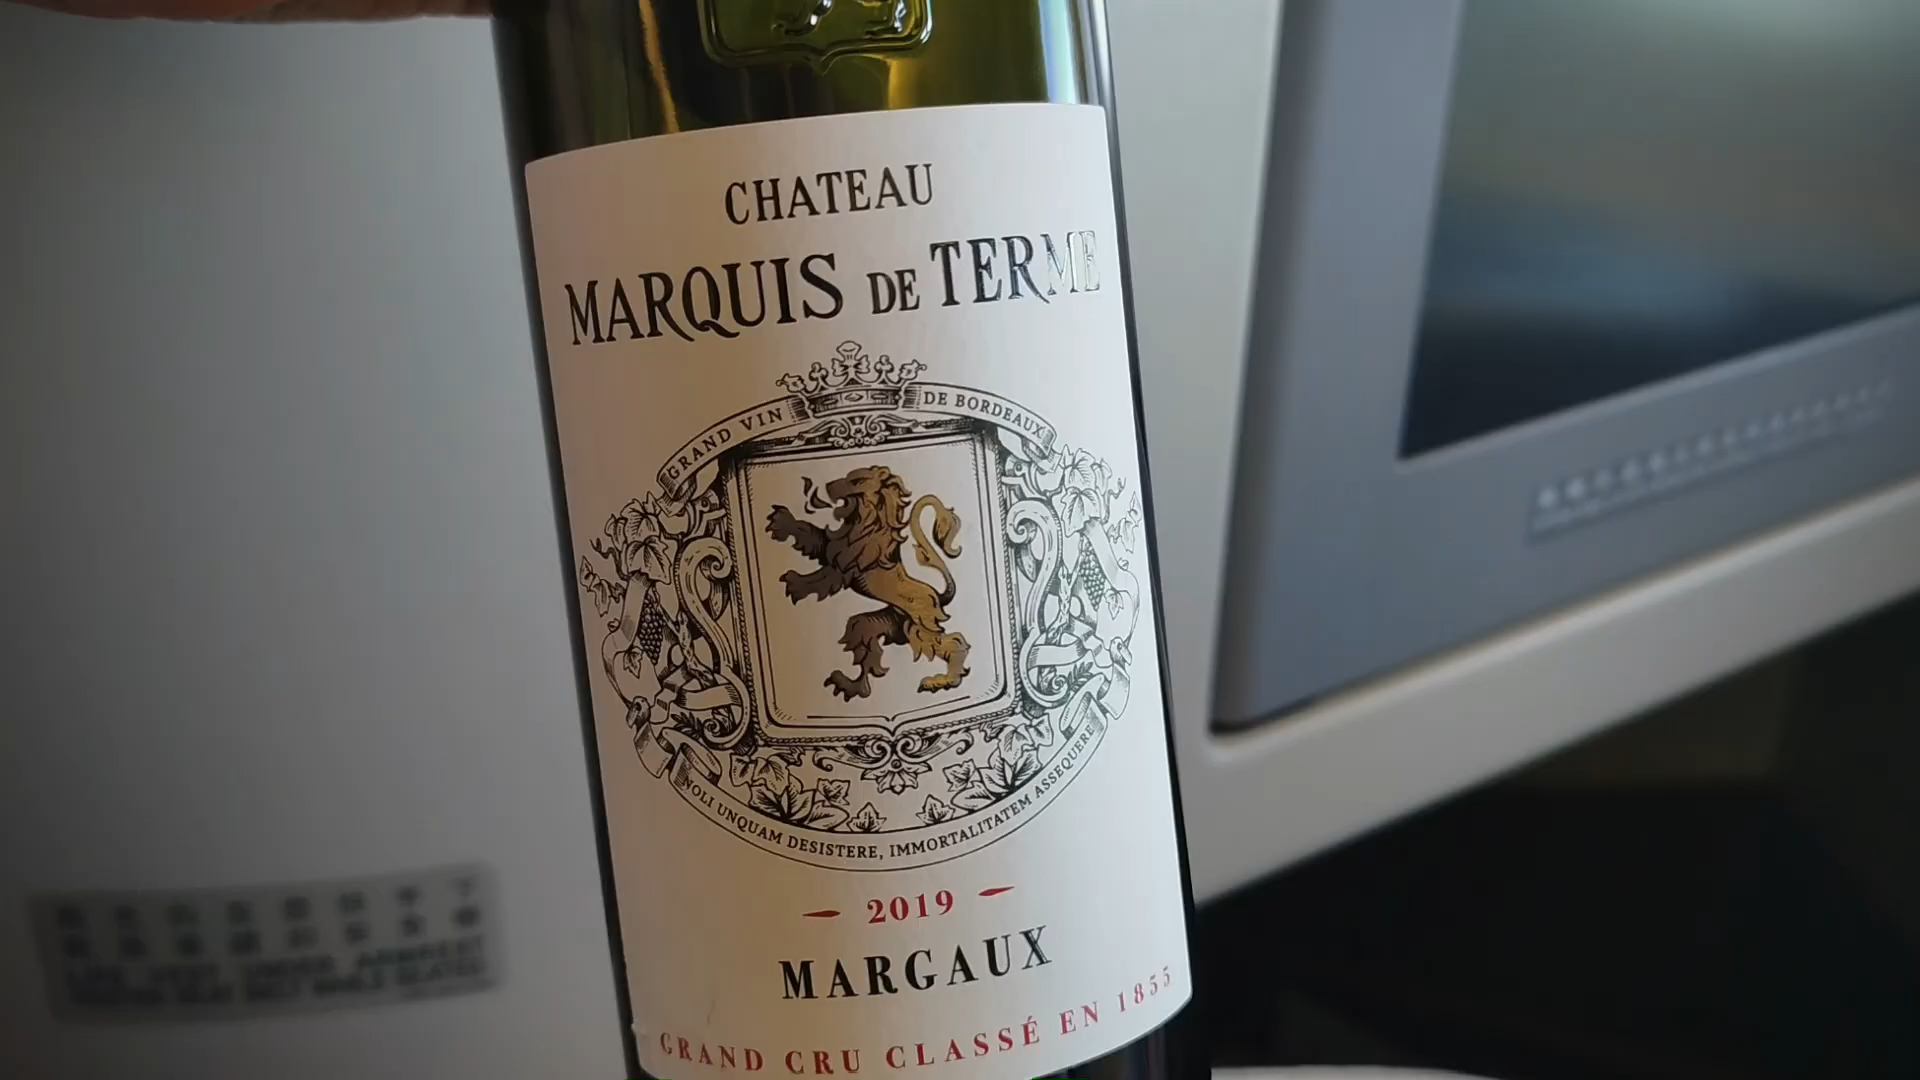 CHATEAU
MARQUIS DE TERME
GRAND VIN DE BORDEAUX
NOLI UNQUAM DESISTERE, IMMORTALITATEM ASSEQUERE
2019
MARGAUX
GRAND CRU CLASSÉ EN 1855